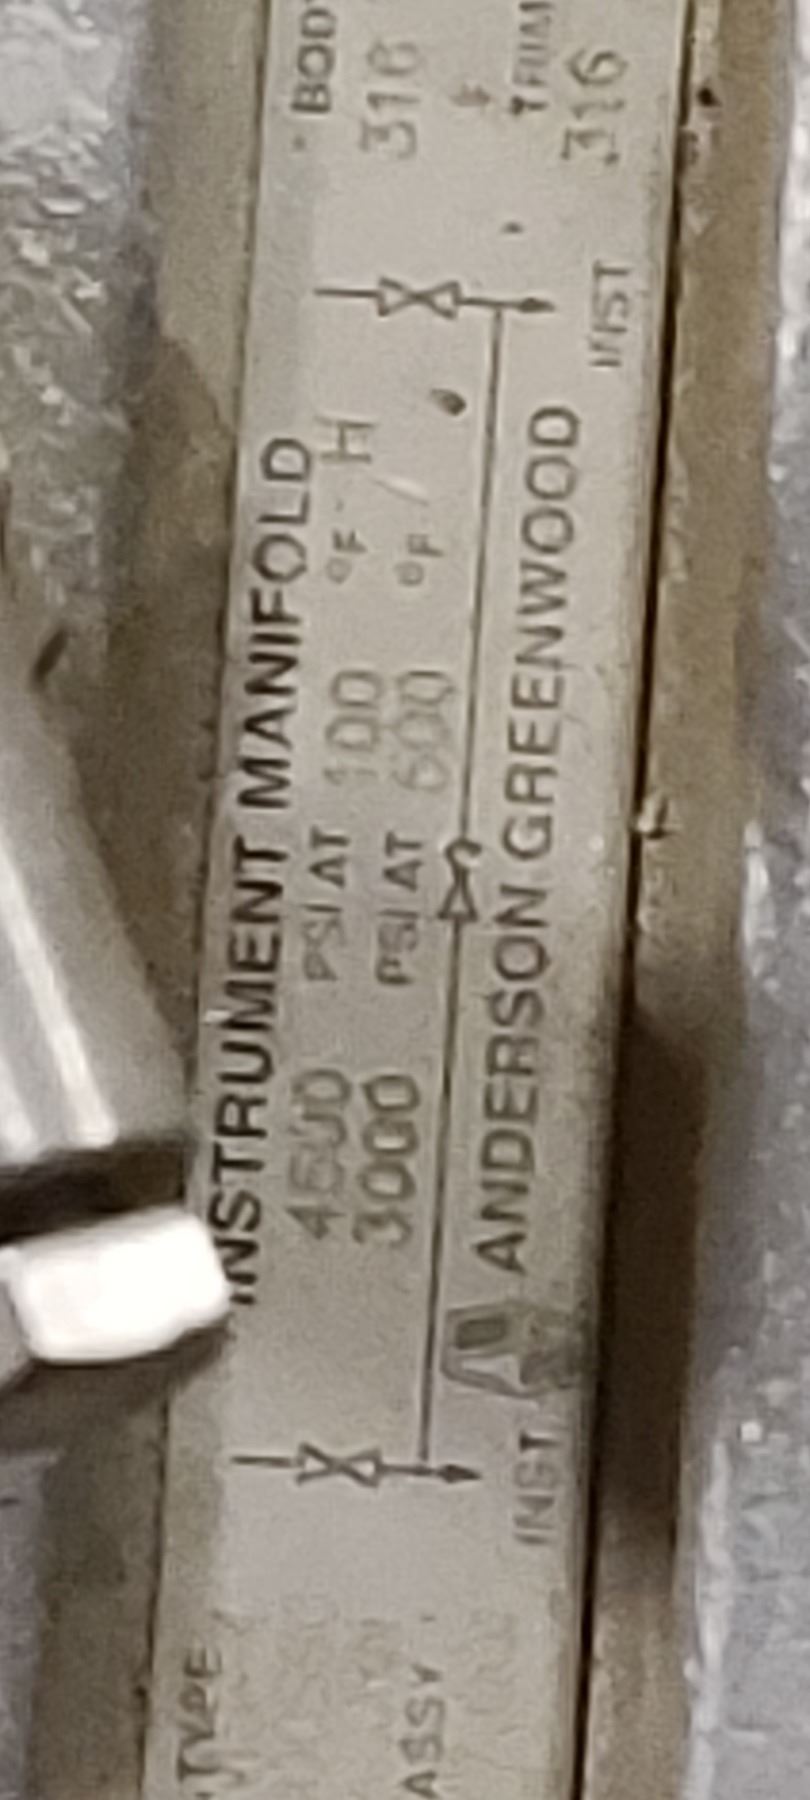 INSTRUMENT MANIFOLD
4500 PSI AT 100 °F - H
3000 PSI AT 600 °F /
ANDERSON GREENWOOD
INST
INST
BODY
316
TRIM
316
TYPE
ASSY